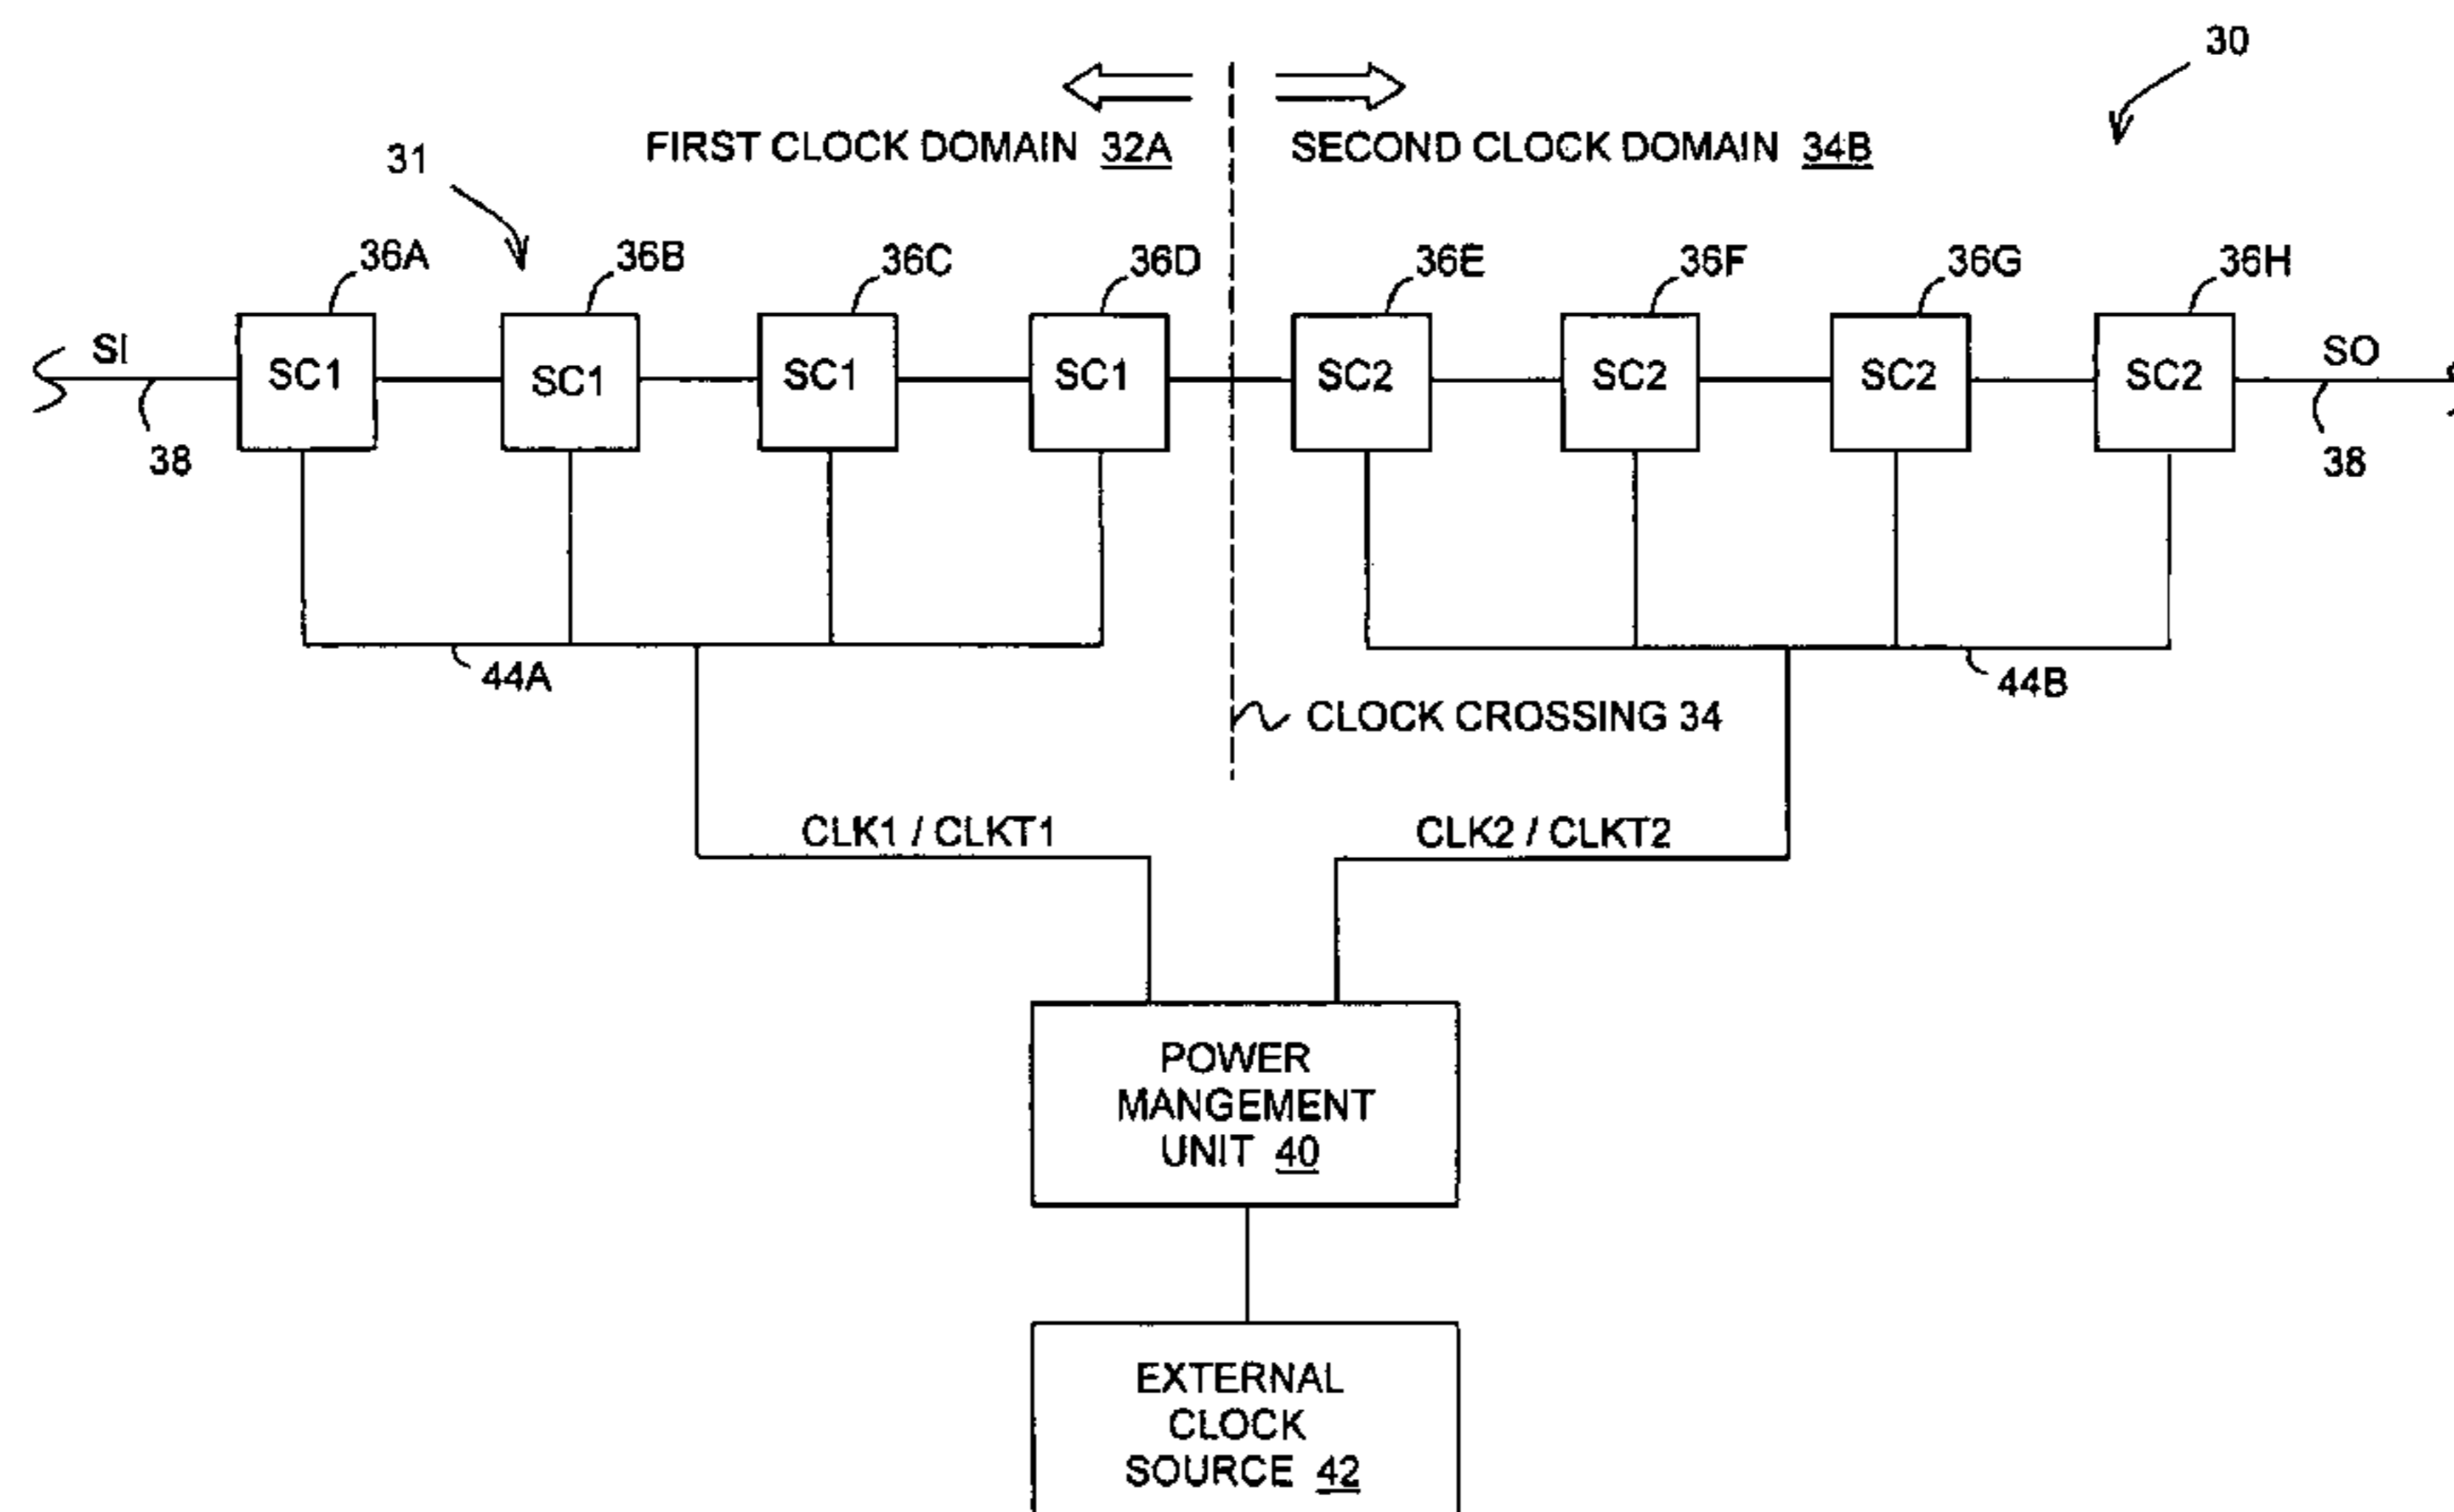 30
FIRST CLOCK DOMAIN 32A
SECOND CLOCK DOMAIN 34B
31
36A
36B
36C
36D
36E
36F
36G
36H
SI
SC1
SC1
SC1
SC1
SC2
SC2
SC2
SC2
SO
38
38
44A
44B
CLOCK CROSSING 34
CLK1 / CLKT1
CLK2 / CLKT2
POWER
MANGEMENT
UNIT 40
EXTERNAL
CLOCK
SOURCE 42